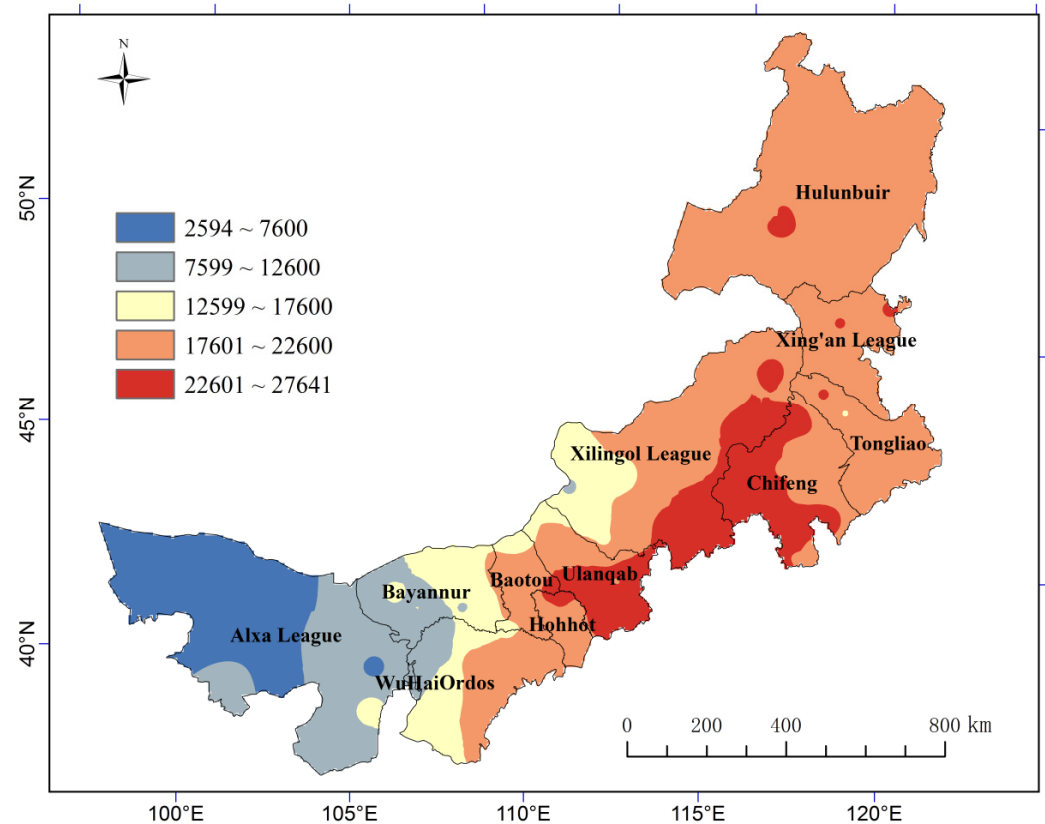 N
50°N
45°N
40°N
2594 ~ 7600
7599 ~ 12600
12599 ~ 17600
17601 ~ 22600
22601 ~ 27641
Hulunbuir
Xing'an League
Tongliao
Xilingol League
Chifeng
Ulanqab
Baotou
Bayannur
Hohhot
Alxa League
WuHaiOrdos
0 200 400 800 km
100°E 105°E 110°E 115°E 120°E